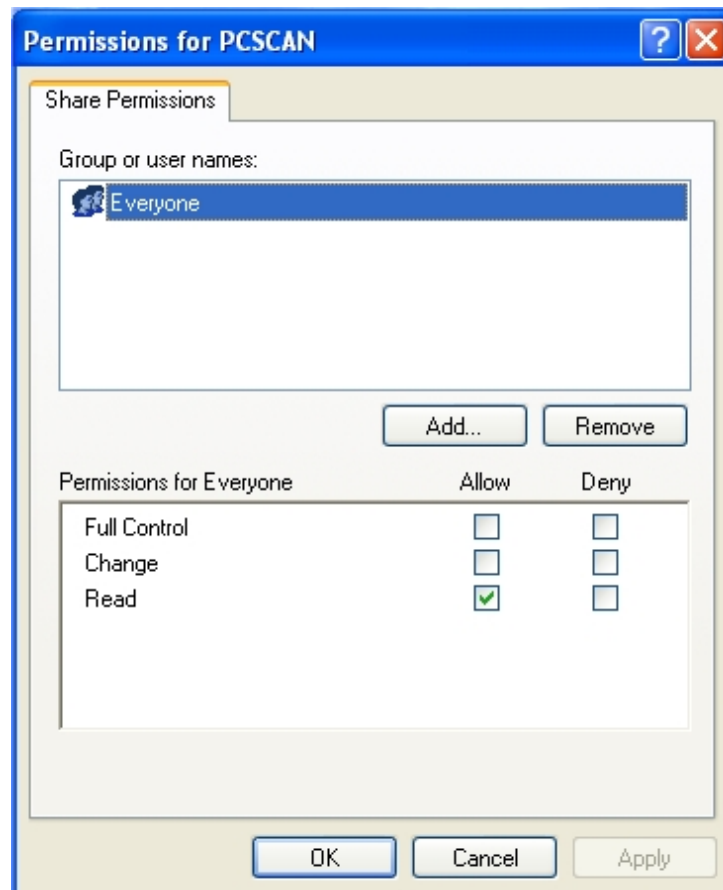 Permissions for PCSCAN
Share Permissions
Group or user names:
Everyone
Add... Remove
Permissions for Everyone Allow Deny
Full Control
Change
Read
OK Cancel Apply